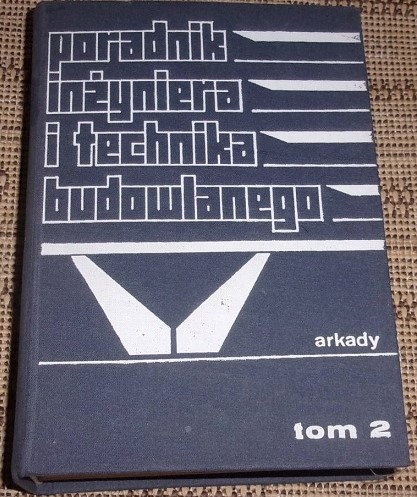 poradnik
inżyniera
i technika
budowlanego
arkady
tom 2